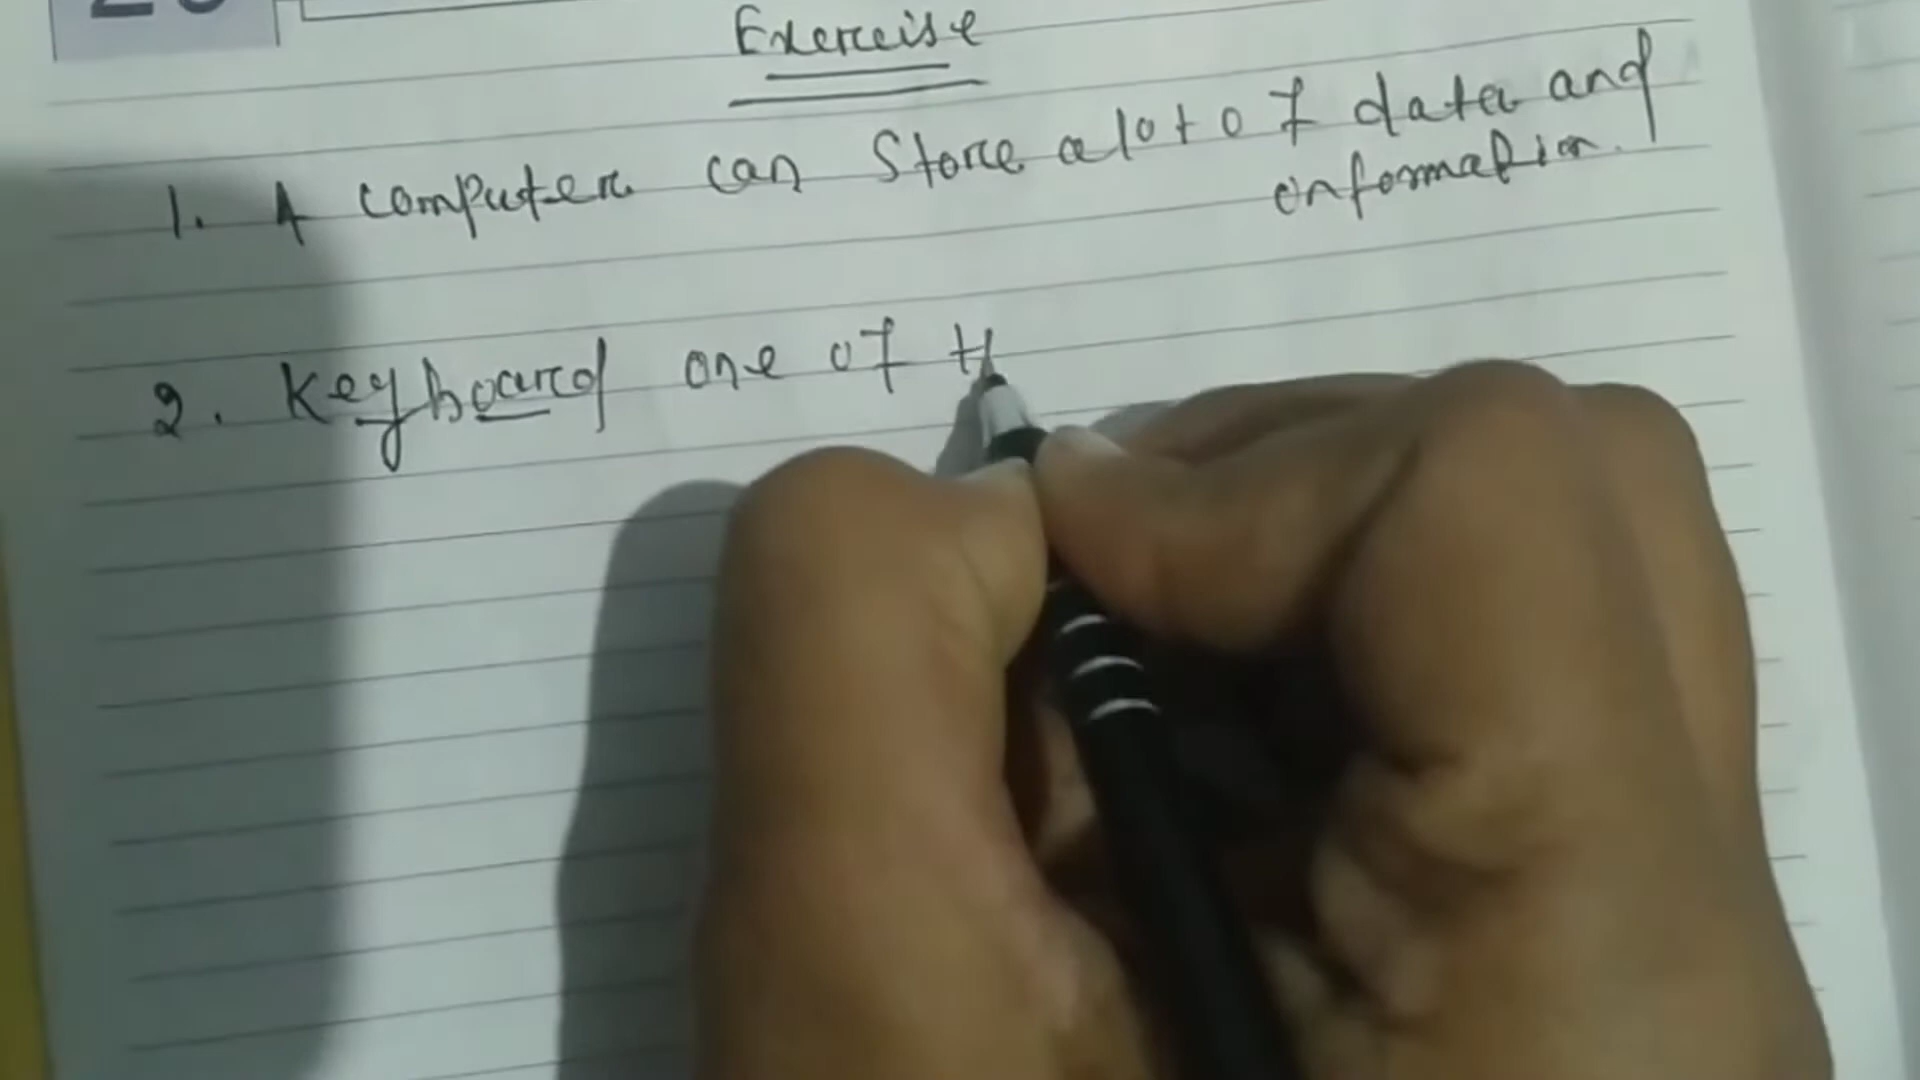 Exercise
1. A computer can Store a lot of data and
information.
2. Keyboard one of